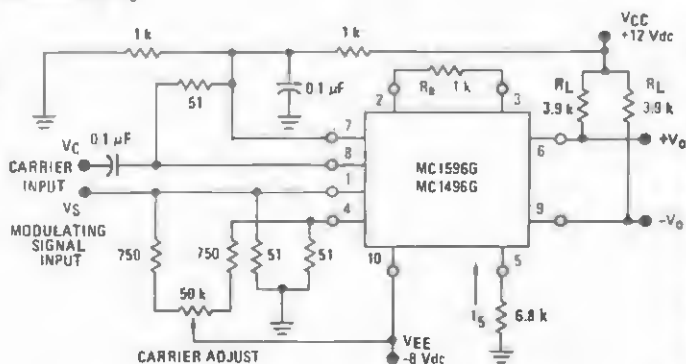 1 k
1 k
VCC
+12 Vdc
51
0.1 µF
2
Re
1 k
3
RL
3.9 k
RL
3.9 k
VC
0.1 µF
CARRIER
INPUT
7
8
MC1596G
MC1496G
6
+Vo
VS
MODULATING
SIGNAL
INPUT
1
4
9
-Vo
750
750
51
51
10
5
50 k
I5
6.8 k
CARRIER ADJUST
VEE
-8 Vdc